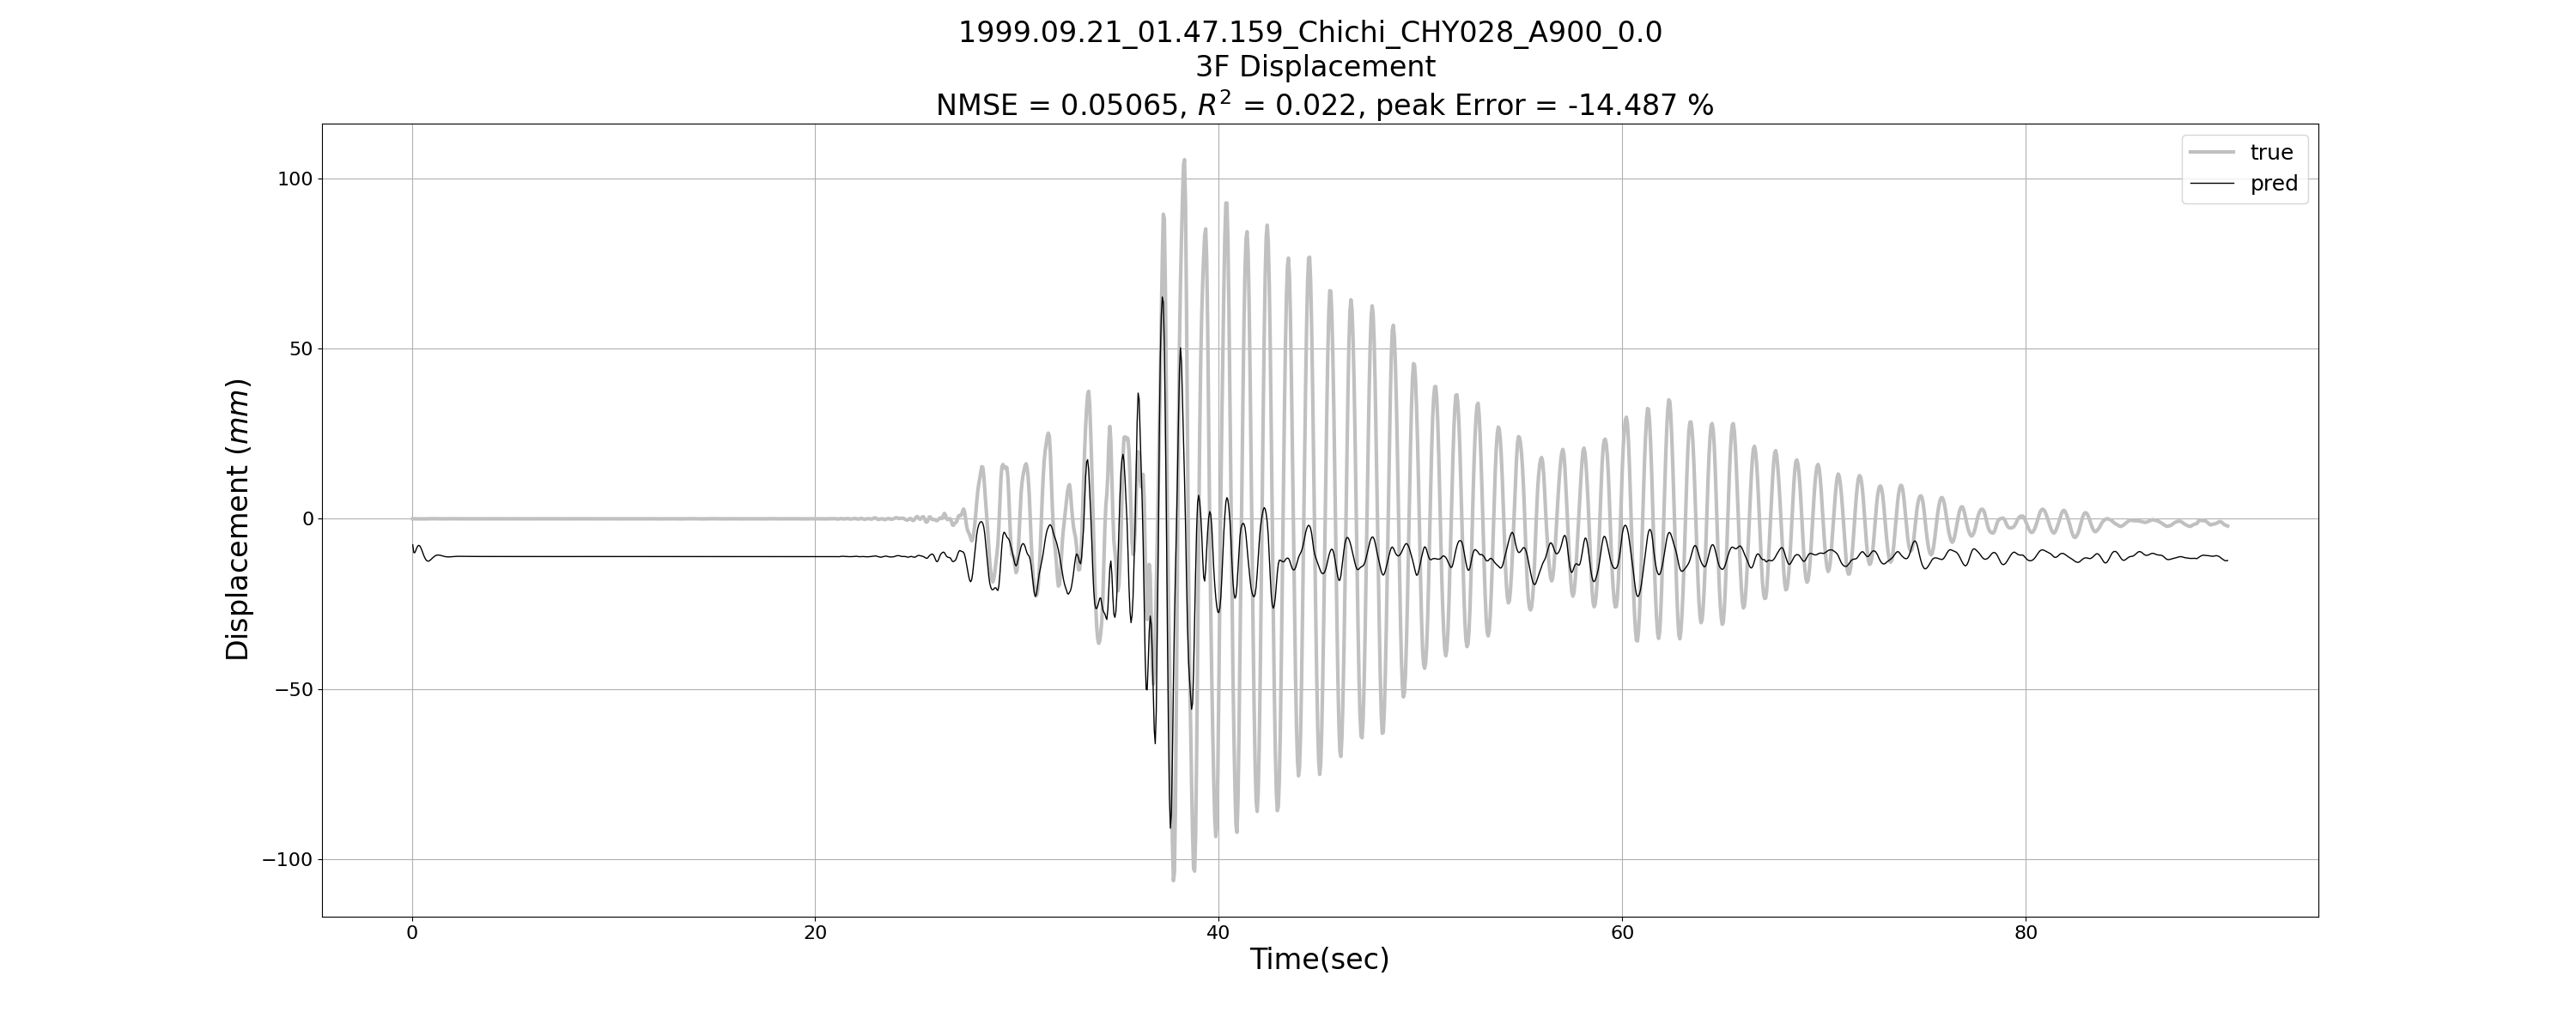 1999.09.21_01.47.159_Chichi_CHY028_A900_0.0
3F Displacement
NMSE = 0.05065, R² = 0.022, peak Error = -14.487 %
true
pred
Displacement (mm)
100
50
0
−50
−100
0
20
40
60
80
Time(sec)